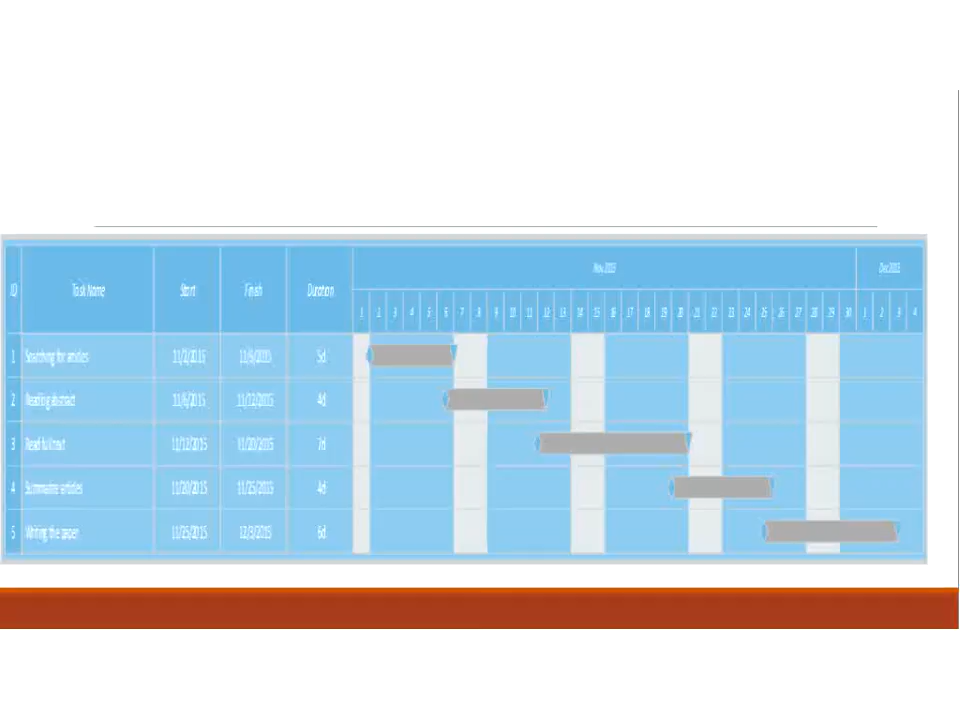 ID Task Name Start Finish Duration Nov 2015 Dec 2015
1 2 3 4 5 6 7 8 9 10 11 12 13 14 15 16 17 18 19 20 21 22 23 24 25 26 27 28 29 30 1 2 3 4
1 Searching for articles 11/2/2015 11/6/2015 5d
2 Reading abstract 11/6/2015 11/12/2015 4d
3 Read full text 11/12/2015 11/20/2015 7d
4 Summarize articles 11/20/2015 11/25/2015 4d
5 Writing the paper 11/25/2015 12/3/2015 6d